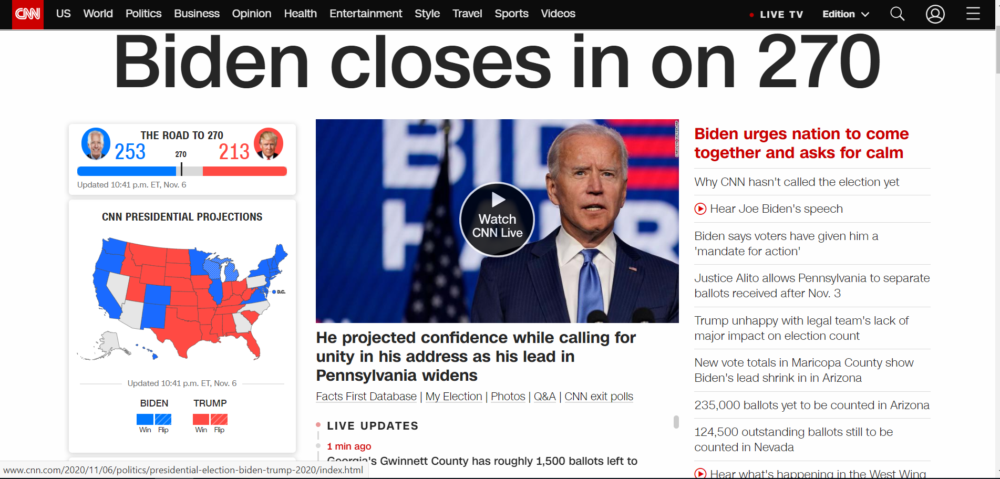 CNN US World Politics Business Opinion Health Entertainment Style Travel Sports Videos LIVE TV Edition
Biden closes in on 270
THE ROAD TO 270
253
270
213
Updated 10:41 p.m. ET, Nov. 6
CNN PRESIDENTIAL PROJECTIONS
D.C.
Updated 10:41 p.m. ET, Nov. 6
BIDEN TRUMP
Win Flip Win Flip
Watch
CNN Live
He projected confidence while calling for
unity in his address as his lead in
Pennsylvania widens
Facts First Database | My Election | Photos | Q&A | CNN exit polls
LIVE UPDATES
1 min ago
Georgia's Gwinnett County has roughly 1,500 ballots left to
Biden urges nation to come
together and asks for calm
Why CNN hasn't called the election yet
Hear Joe Biden's speech
Biden says voters have given him a
'mandate for action'
Justice Alito allows Pennsylvania to separate
ballots received after Nov. 3
Trump unhappy with legal team's lack of
major impact on election count
New vote totals in Maricopa County show
Biden's lead shrink in in Arizona
235,000 ballots yet to be counted in Arizona
124,500 outstanding ballots still to be
counted in Nevada
Hear what's happening in the West Wing
www.cnn.com/2020/11/06/politics/presidential-election-biden-trump-2020/index.html